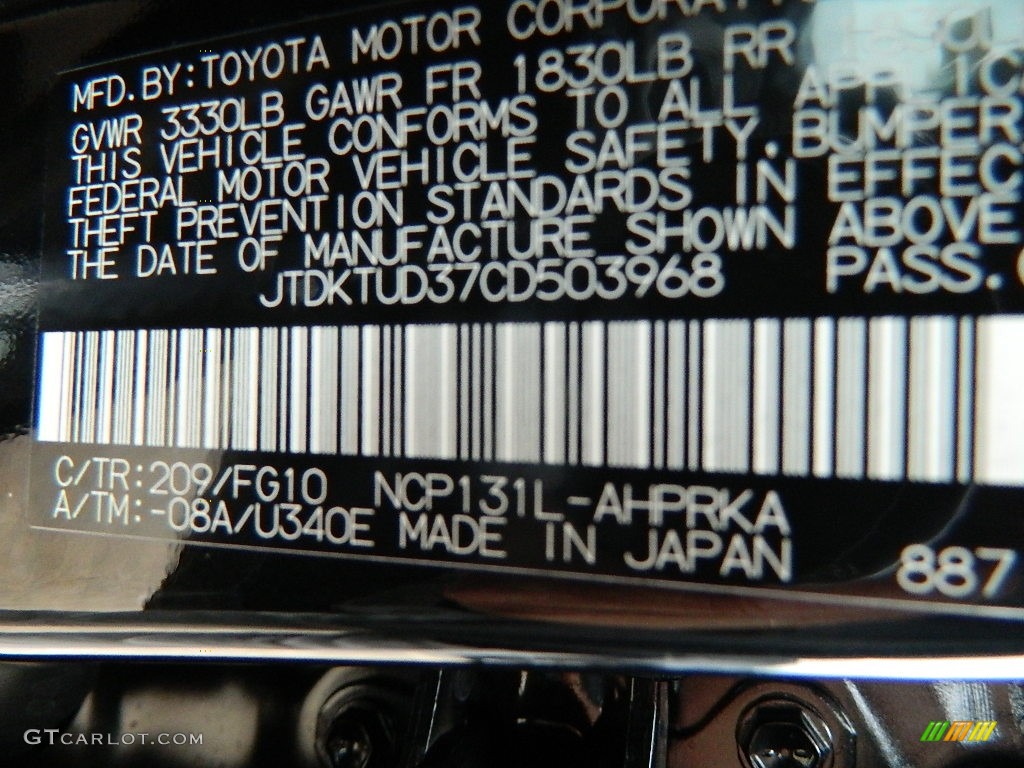 MFD. BY: TOYOTA MOTOR
GVWR 3330LB GAWR FR 1830LB RR
THIS VEHICLE CONFORMS TO ALL APP
FEDERAL MOTOR VEHICLE SAFETY, BUMPER
THEFT PREVENTION STANDARDS IN EFFEC
THE DATE OF MANUFACTURE SHOWN ABOVE
JTDKTUD37CD503968 PASS.
C/TR:209/FG10 NCP131L-AHPRKA
A/TM:-08A/U340E MADE IN JAPAN 887
GTCARLOT.COM